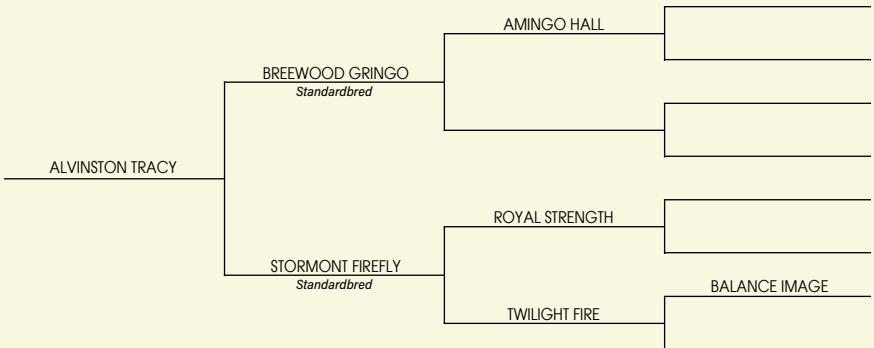 AMINGO HALL
BREEWOOD GRINGO
Standardbred
ALVINSTON TRACY
ROYAL STRENGTH
STORMONT FIREFLY
Standardbred
BALANCE IMAGE
TWILIGHT FIRE